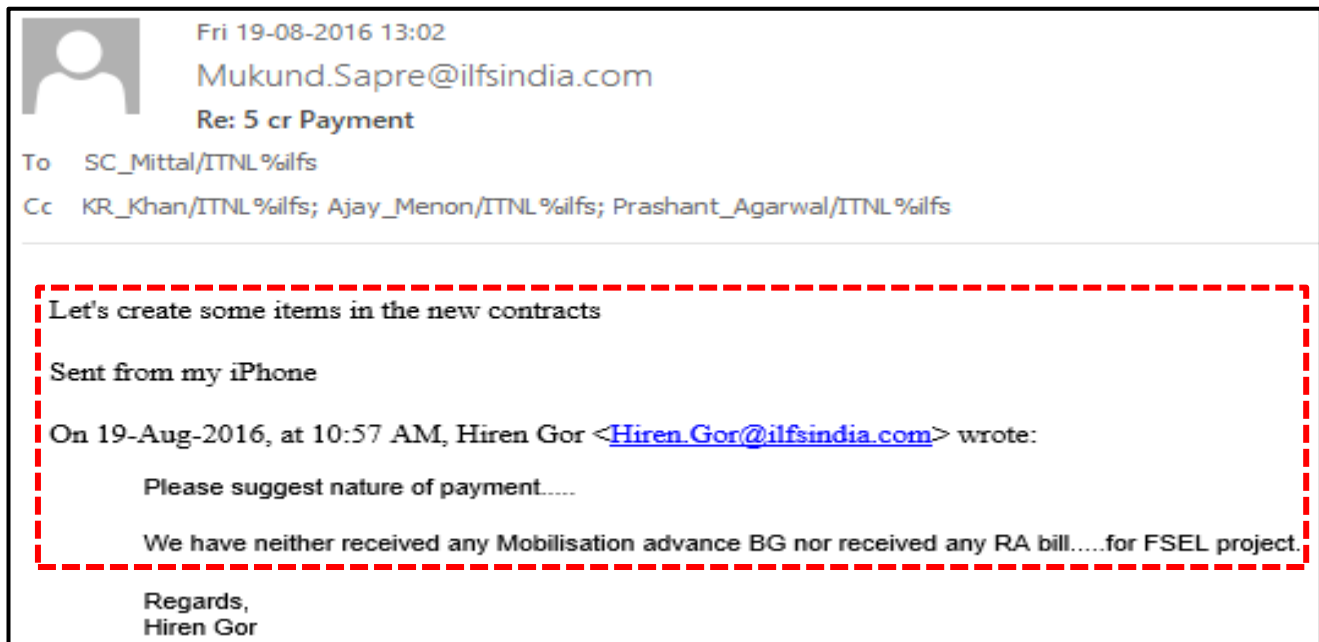 Fri 19-08-2016 13:02
Mukund.Sapre@ilfsindia.com
Re: 5 cr Payment
To SC_Mittal/ITNL%ilfs
Cc KR_Khan/ITNL%ilfs; Ajay_Menon/ITNL%ilfs; Prashant_Agarwal/ITNL%ilfs
Let's create some items in the new contracts
Sent from my iPhone
On 19-Aug-2016, at 10:57 AM, Hiren Gor <Hiren.Gor@ilfsindia.com> wrote:
Please suggest nature of payment.....
We have neither received any Mobilisation advance BG nor received any RA bill.....for FSEL project.
Regards,
Hiren Gor